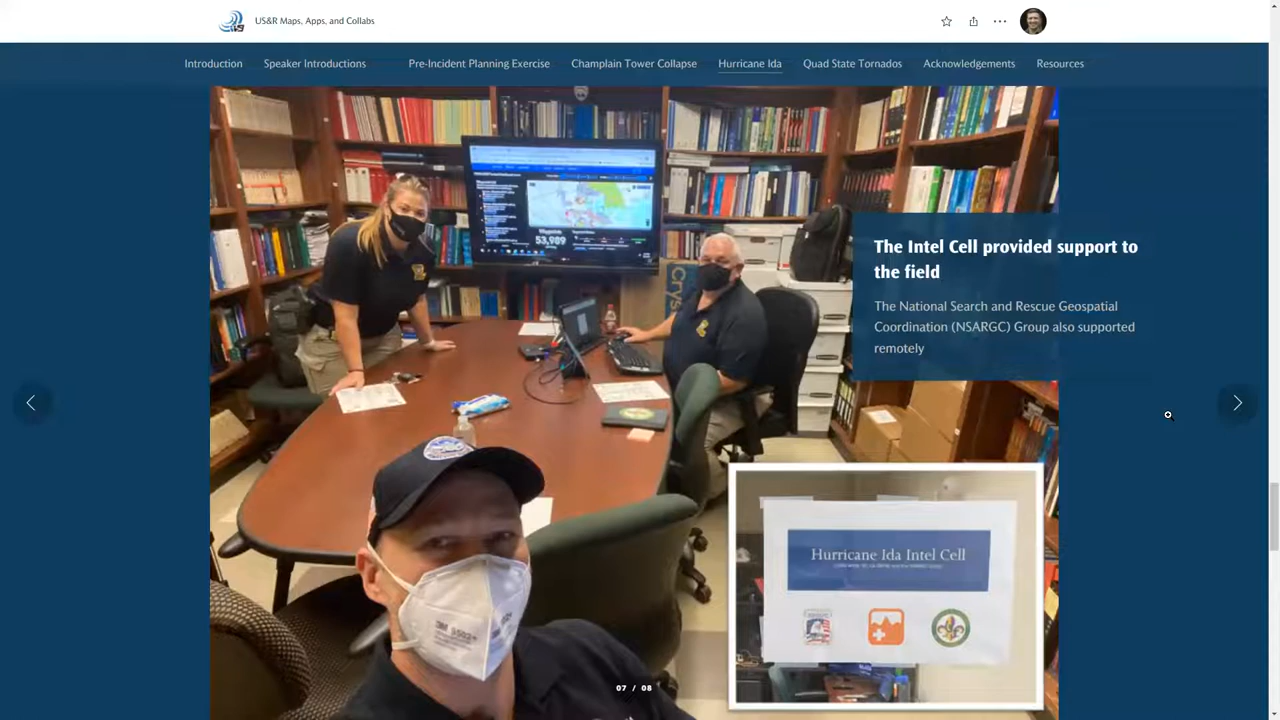 US&R Maps, Apps, and Collabs
Introduction
Speaker Introductions
Pre-Incident Planning Exercise
Champlain Tower Collapse
Hurricane Ida
Quad State Tornados
Acknowledgements
Resources
53,989
The Intel Cell provided support to
the field
The National Search and Rescue Geospatial
Coordination (NSARGC) Group also supported
remotely
Hurricane Ida Intel Cell
07 / 08